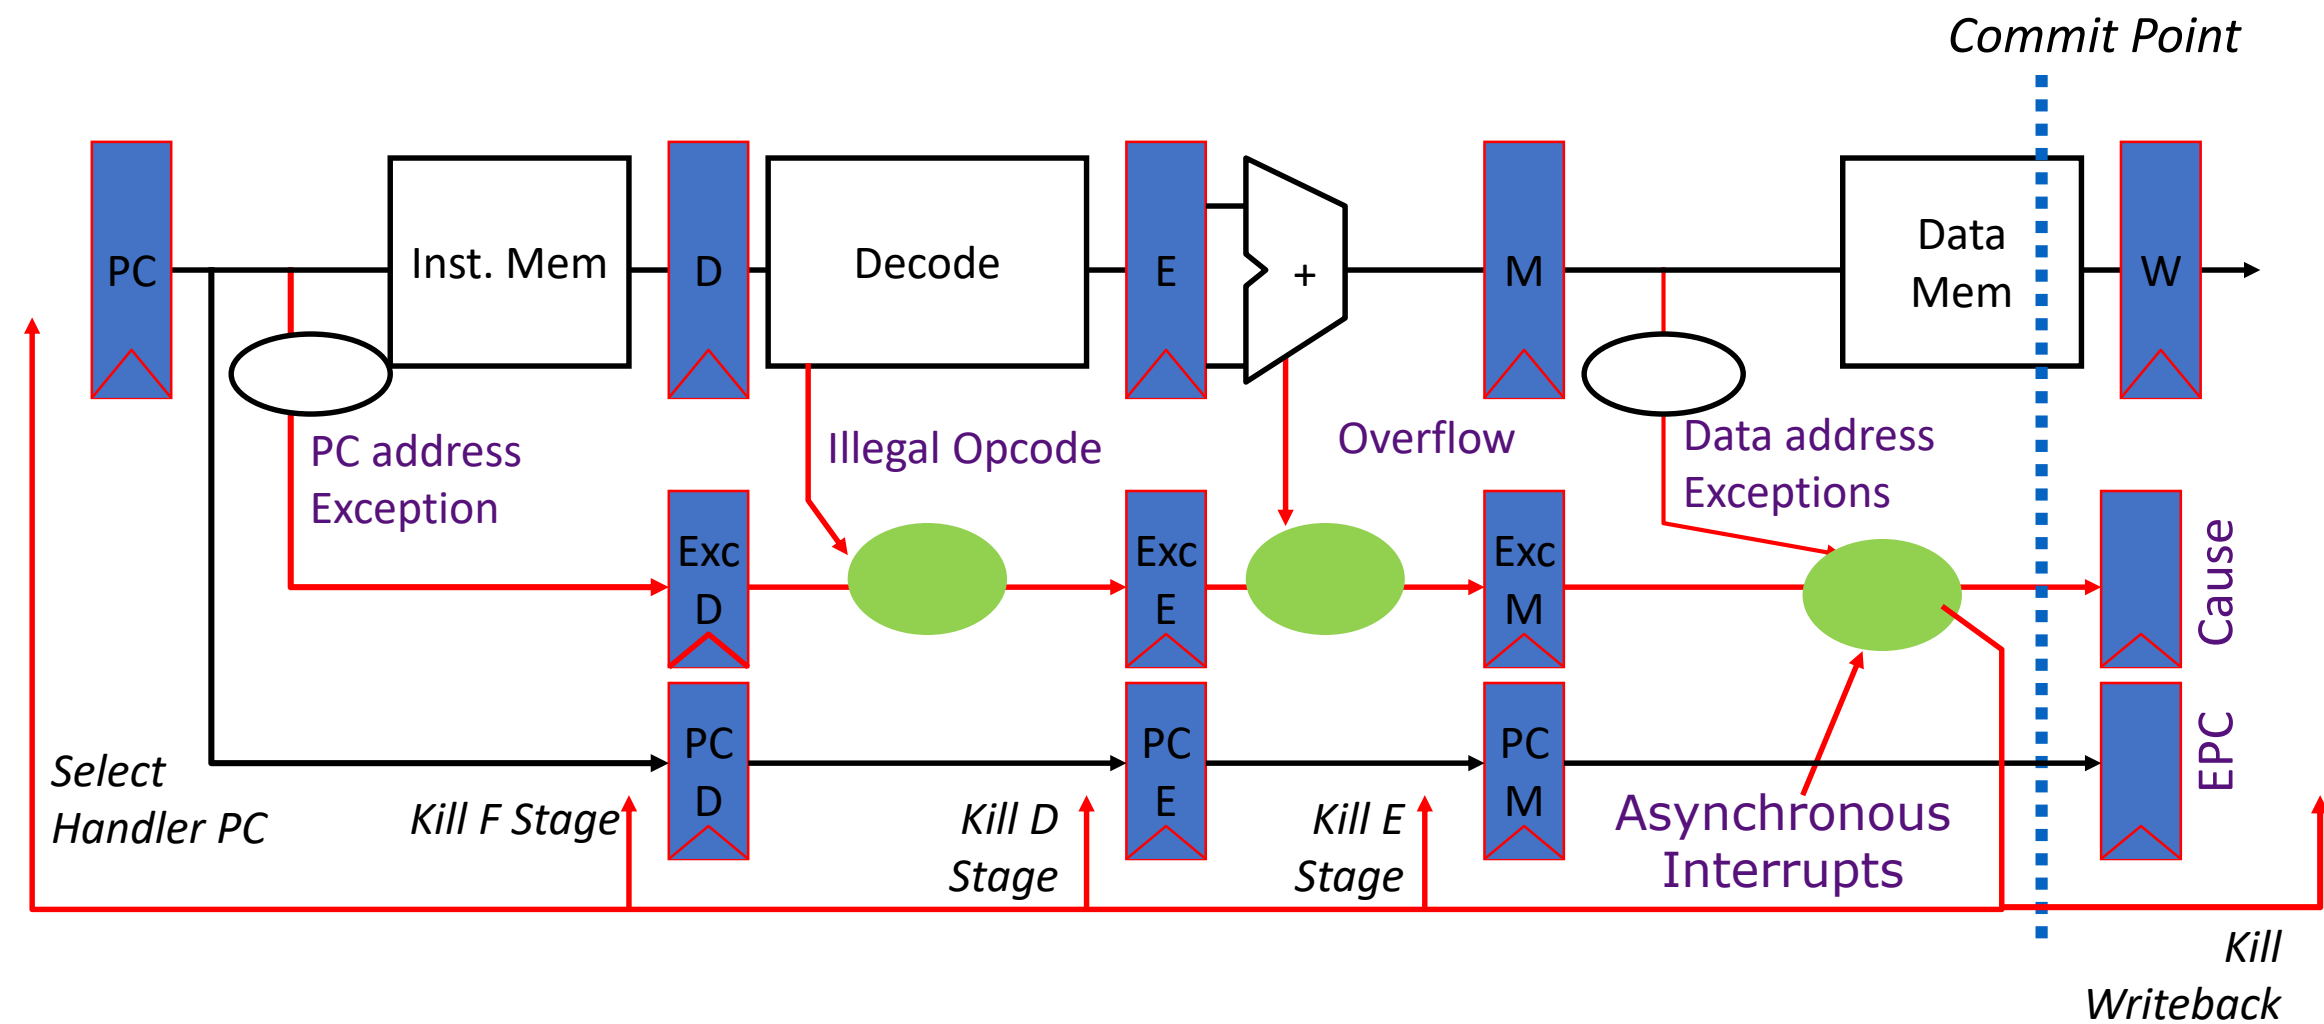 Commit Point
PC
Inst. Mem
D
Decode
E
+
M
Data
Mem
W
PC address
Exception
Illegal Opcode
Overflow
Data address
Exceptions
Exc
D
Exc
E
Exc
M
Cause
PC
D
PC
E
PC
M
EPC
Select
Handler PC
Kill F Stage
Kill D
Stage
Kill E
Stage
Asynchronous
Interrupts
Kill
Writeback